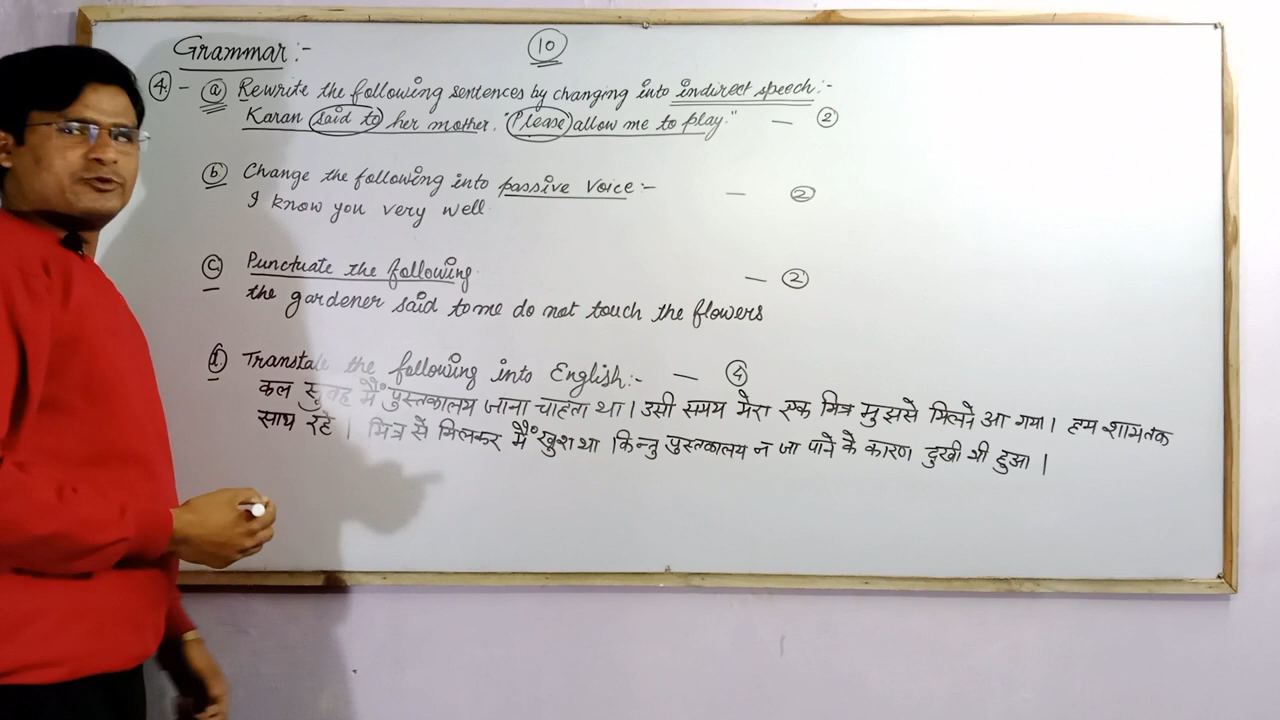 Grammar:-
10
4. - a Rewrite the following sentences by changing into indirect speech:-
Karan said to her mother, "Please allow me to play." — 2
b Change the following into passive Voice:- — 2
I know you very well.
c Punctuate the following. — 2
the gardener said to me do not touch the flowers
d. Transtate the following into English:- — 4
कल सुबह मैं पुस्तकालय जाना चाहता था। उसी समय मेरा एक मित्र मुझसे मिलने आ गया। हम शामतक
साथ रहे। मित्र से मिलकर मैं खुश था किन्तु पुस्तकालय न जा पाने के कारण दुखी भी हुआ।